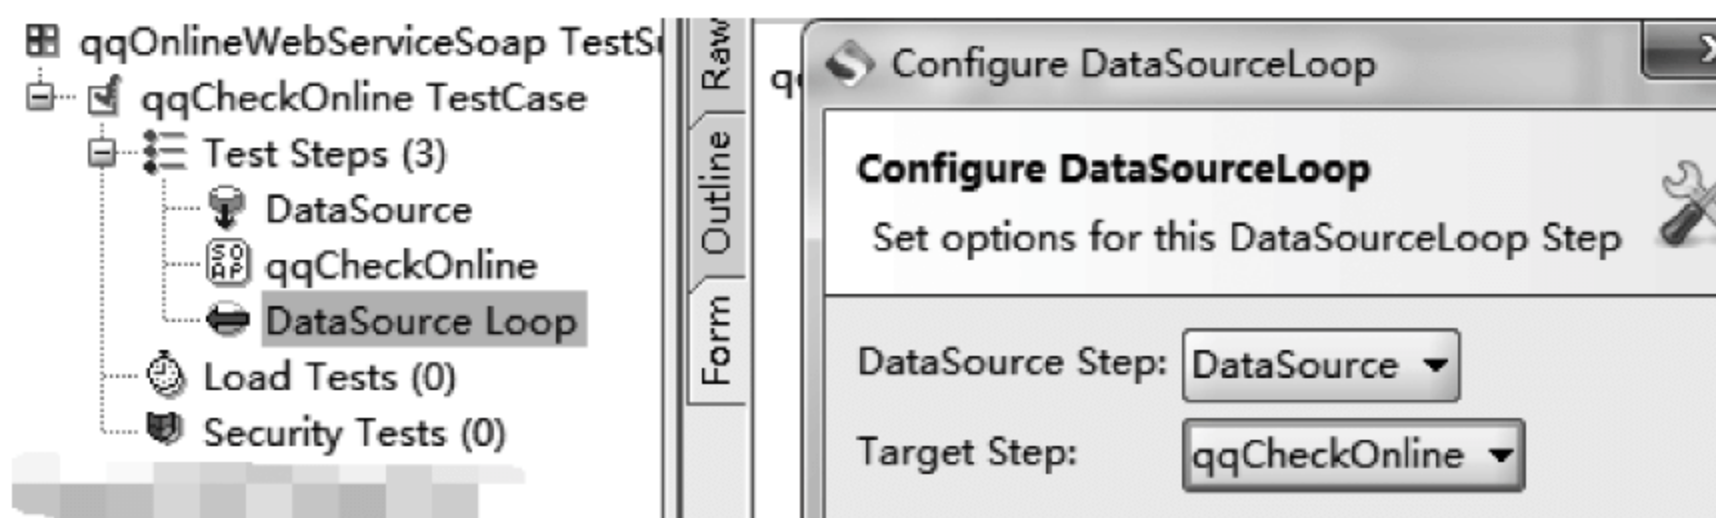 qqOnlineWebServiceSoap
qqCheckOnline TestCase
Test Steps (3)
DataSource
SOAP qqCheckOnline
DataSource Loop
Load Tests (0)
Security Tests (0)
Raw
Outline
Form
Configure DataSourceLoop
Configure DataSourceLoop
Set options for this DataSourceLoop Step
DataSource Step: DataSource
Target Step: qqCheckOnline